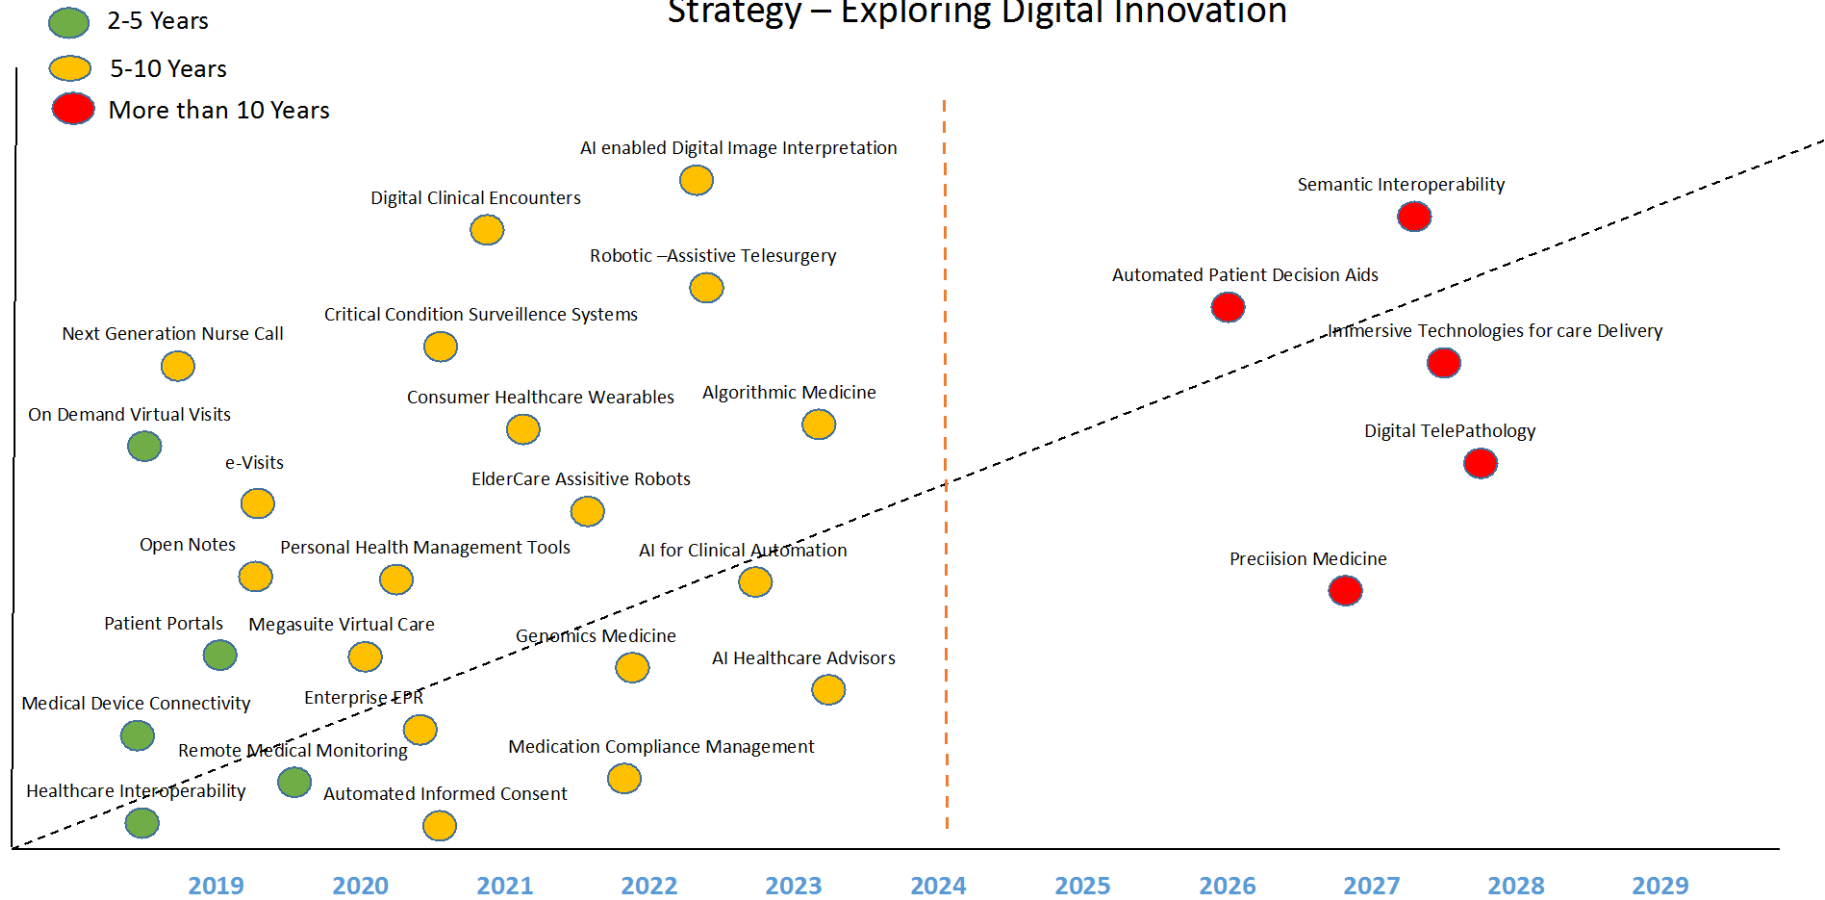 Strategy – Exploring Digital Innovation
2-5 Years
5-10 Years
More than 10 Years
AI enabled Digital Image Interpretation
Digital Clinical Encounters
Semantic Interoperability
Robotic –Assistive Telesurgery
Automated Patient Decision Aids
Critical Condition Surveillence Systems
Next Generation Nurse Call
Immersive Technologies for care Delivery
Consumer Healthcare Wearables
Algorithmic Medicine
On Demand Virtual Visits
Digital TelePathology
e-Visits
ElderCare Assisitive Robots
Open Notes
Personal Health Management Tools
AI for Clinical Automation
Preciision Medicine
Patient Portals
Megasuite Virtual Care
Genomics Medicine
AI Healthcare Advisors
Medical Device Connectivity
Enterprise EPR
Remote Medical Monitoring
Medication Compliance Management
Healthcare Interoperability
Automated Informed Consent
2019 2020 2021 2022 2023 2024 2025 2026 2027 2028 2029